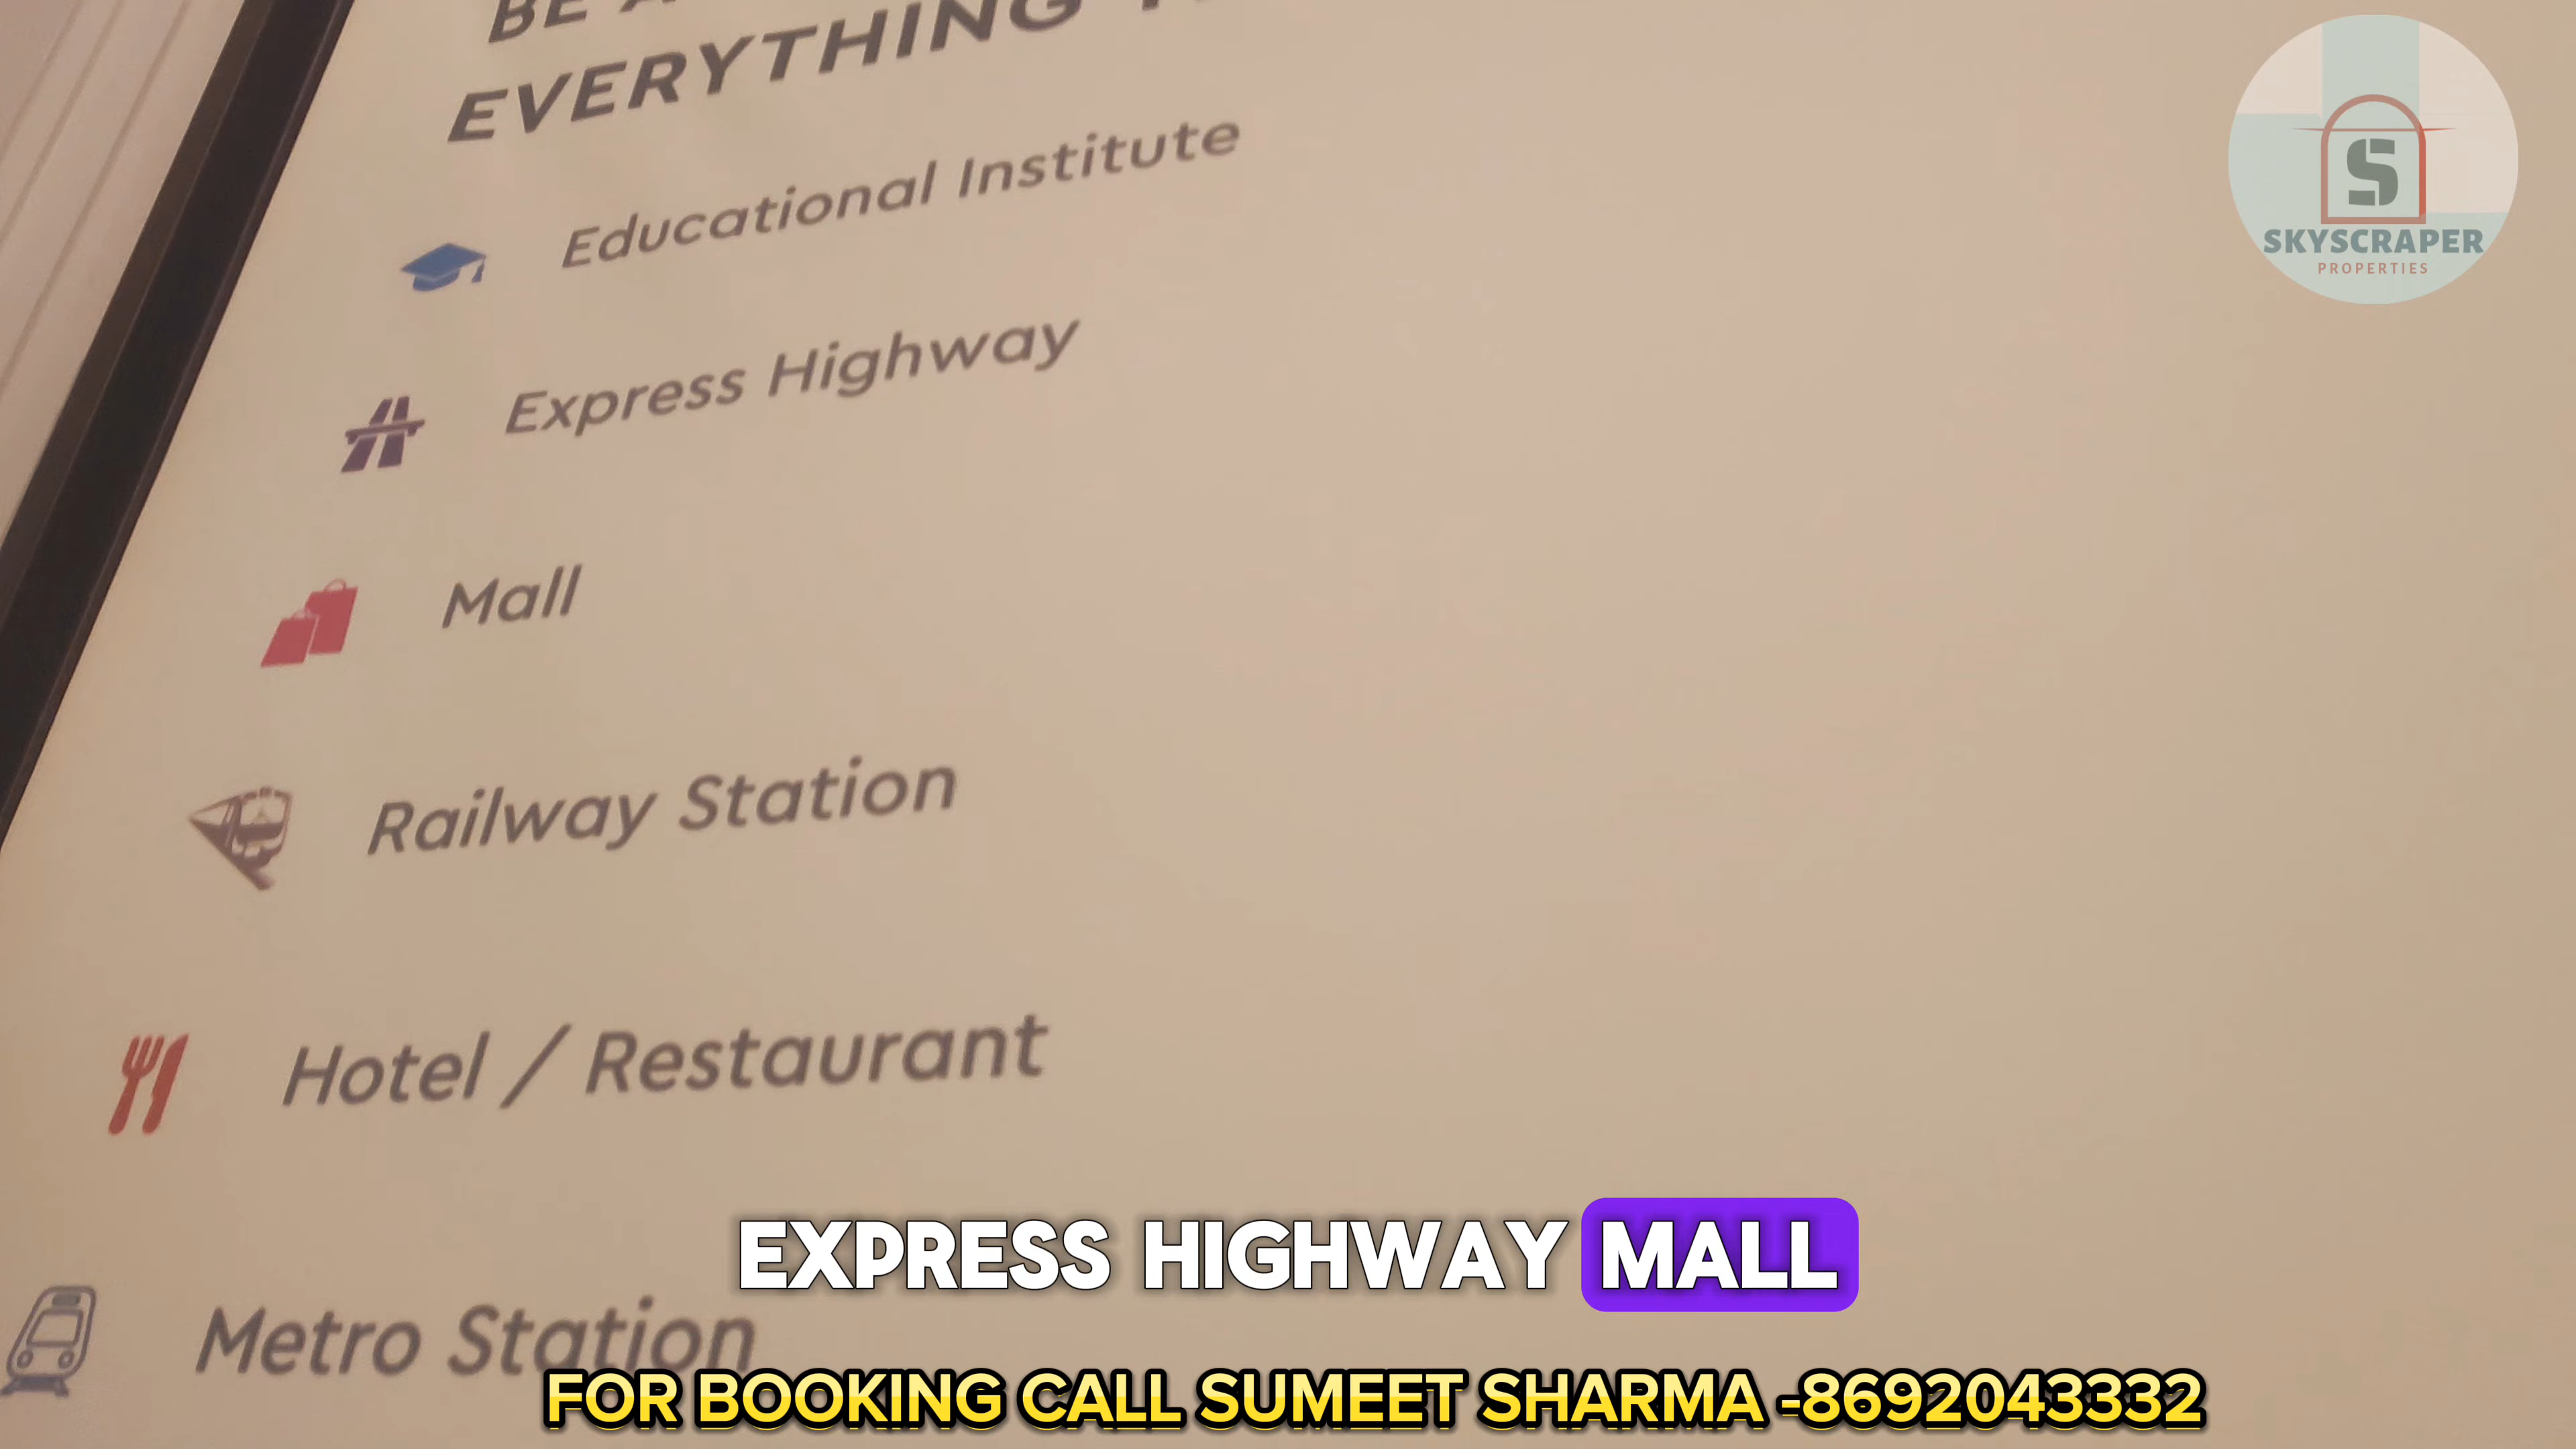 EVERYTHING
Educational Institute
Express Highway
Mall
Railway Station
Hotel / Restaurant
Metro Station
S
SKYSCRAPER
PROPERTIES
EXPRESS HIGHWAY MALL
FOR BOOKING CALL SUMEET SHARMA -8692043332